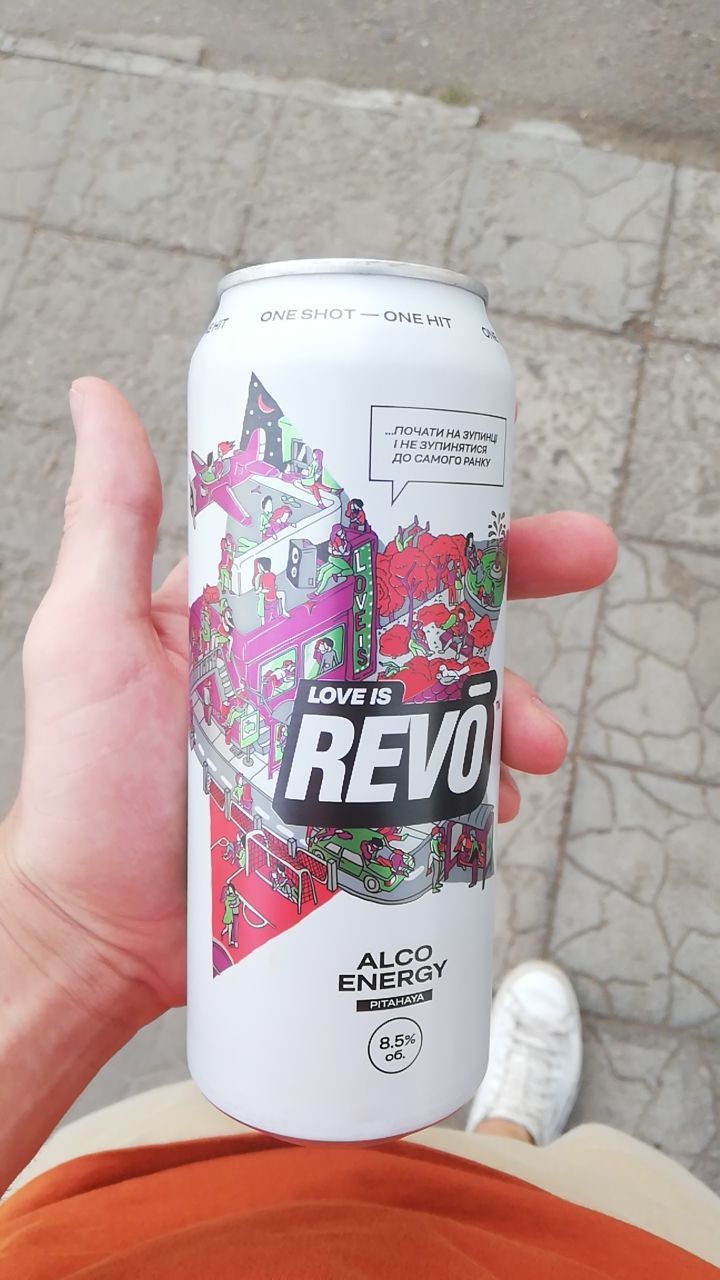 ONE SHOT — ONE HIT
...ПОЧАТИ НА ЗУПИНЦІ
І НЕ ЗУПИНЯТИСЯ
ДО САМОГО РАНКУ
LOVE IS
LOVE IS
REVŌ
ALCO
ENERGY
PITAHAYA
8.5%
об.